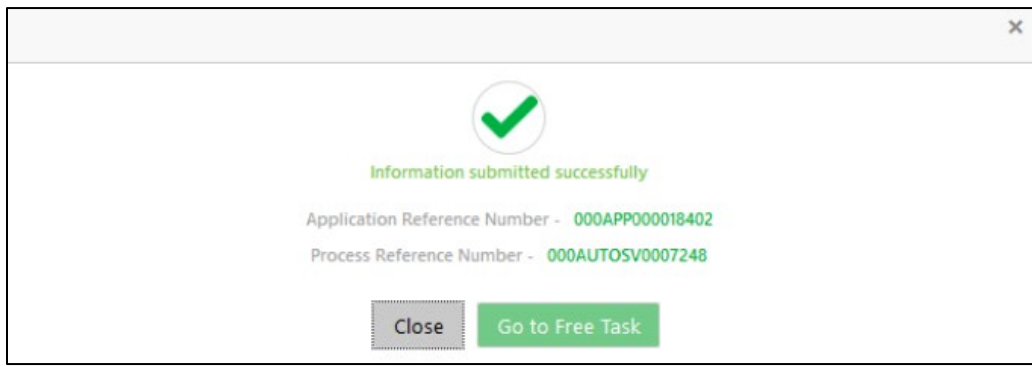 Information submitted successfully
Application Reference Number - 000APP000018402
Process Reference Number - 000AUTOSV0007248
Close Go to Free Task